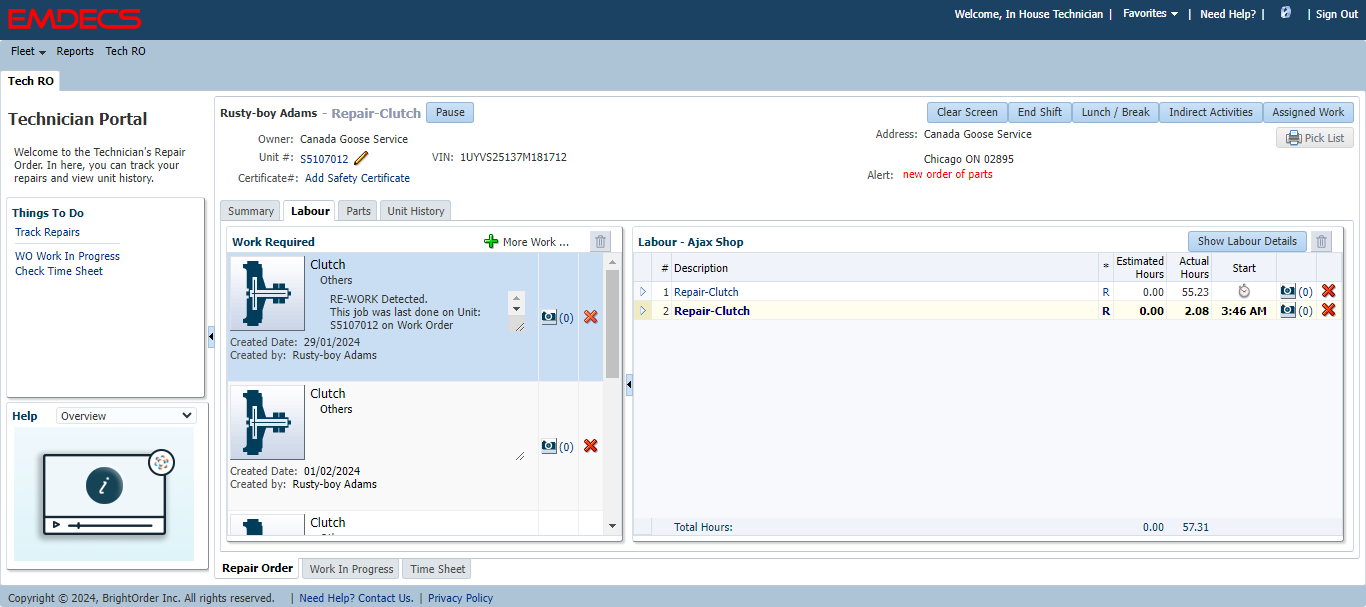 EMDECS
Welcome, In House Technician | Favorites | Need Help? | | Sign Out
Fleet Reports Tech RO
Tech RO
Technician Portal
Welcome to the Technician's Repair
Order. In here, you can track your
repairs and view unit history.
Things To Do
Track Repairs
WO Work In Progress
Check Time Sheet
Help Overview
i
Rusty-boy Adams - Repair-Clutch Pause
Clear Screen End Shift Lunch / Break Indirect Activities Assigned Work
Pick List
Owner: Canada Goose Service
Unit #: S5107012 VIN: 1UYVS25137M181712
Certificate#: Add Safety Certificate
Address: Canada Goose Service
Chicago ON 02895
Alert: new order of parts
Summary Labour Parts Unit History
Work Required More Work ...
Clutch
Others
RE-WORK Detected.
This job was last done on Unit:
S5107012 on Work Order
(0)
Created Date: 29/01/2024
Created by: Rusty-boy Adams
Clutch
Others
(0)
Created Date: 01/02/2024
Created by: Rusty-boy Adams
Clutch
Labour - Ajax Shop Show Labour Details
# Description * Estimated Hours Actual Hours Start
1 Repair-Clutch R 0.00 55.23 (0)
2 Repair-Clutch R 0.00 2.08 3:46 AM (0)
Total Hours: 0.00 57.31
Repair Order Work In Progress Time Sheet
Copyright © 2024, BrightOrder Inc. All rights reserved. | Need Help? Contact Us. | Privacy Policy